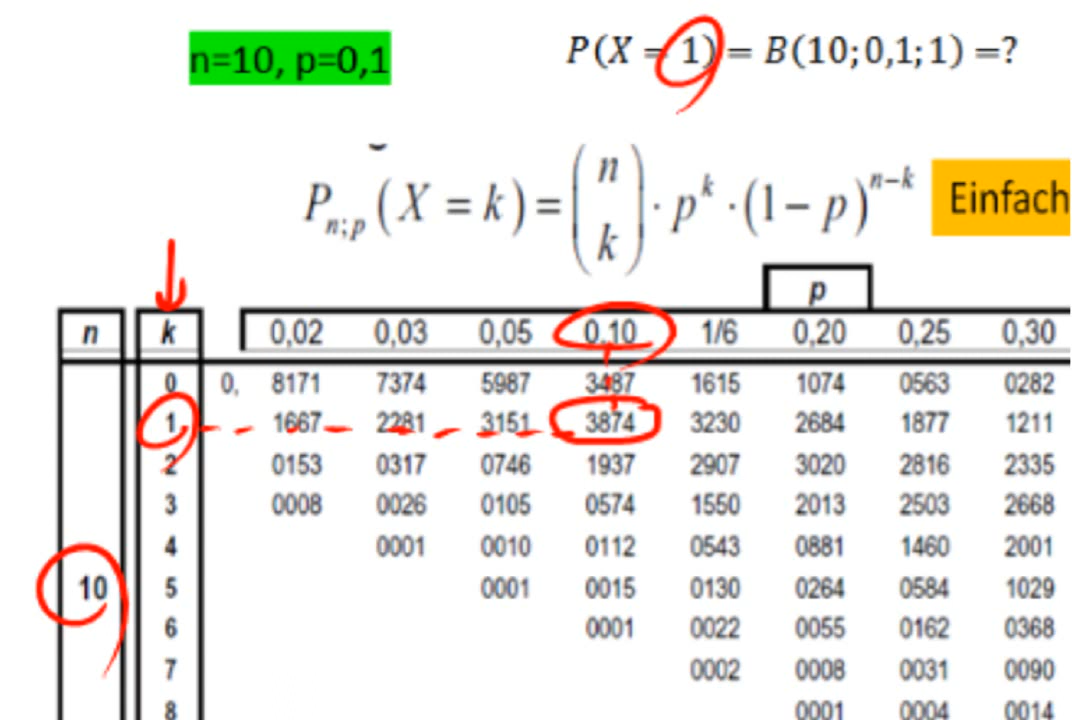 n=10, p=0,1
P(X = 1) = B(10; 0,1; 1) =?
P_{n;p} (X = k) = \binom{n}{k} · p^k · (1 − p)^{n−k}
Einfach
p
n k 0,02 0,03 0,05 0,10 1/6 0,20 0,25 0,30
0 0, 8171 7374 5987 3487 1615 1074 0563 0282
1 1667 2281 3151 3874 3230 2684 1877 1211
2 0153 0317 0746 1937 2907 3020 2816 2335
3 0008 0026 0105 0574 1550 2013 2503 2668
4 0001 0010 0112 0543 0881 1460 2001
10 5 0001 0015 0130 0264 0584 1029
6 0001 0022 0055 0162 0368
7 0002 0008 0031 0090
8 0001 0004 0014